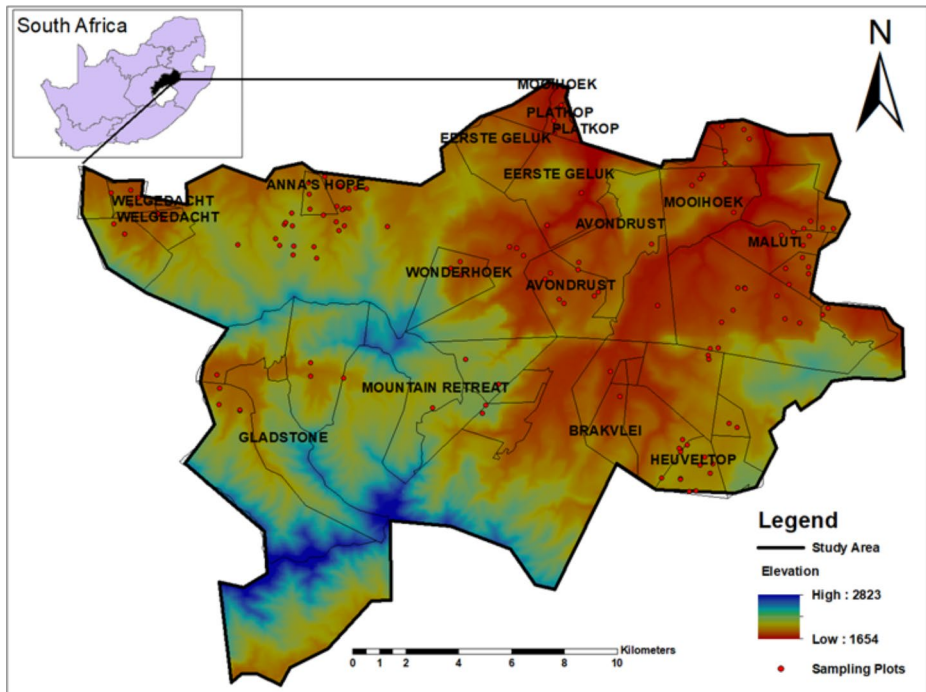 South Africa
N
MOOIHOEK
PLATKOP
PLATKOP
EERSTE GELUK
EERSTE GELUK
ANNA'S HOPE
WELGEDACHT
WELGEDACHT
MOOIHOEK
AVONDRUST
MALUTI
WONDERHOEK
AVONDRUST
MOUNTAIN RETREAT
BRAKVLEI
GLADSTONE
HEUVELTOP
Legend
Study Area
Elevation
High : 2823
Low : 1654
Sampling Plots
Kilometers
0 1 2 4 6 8 10